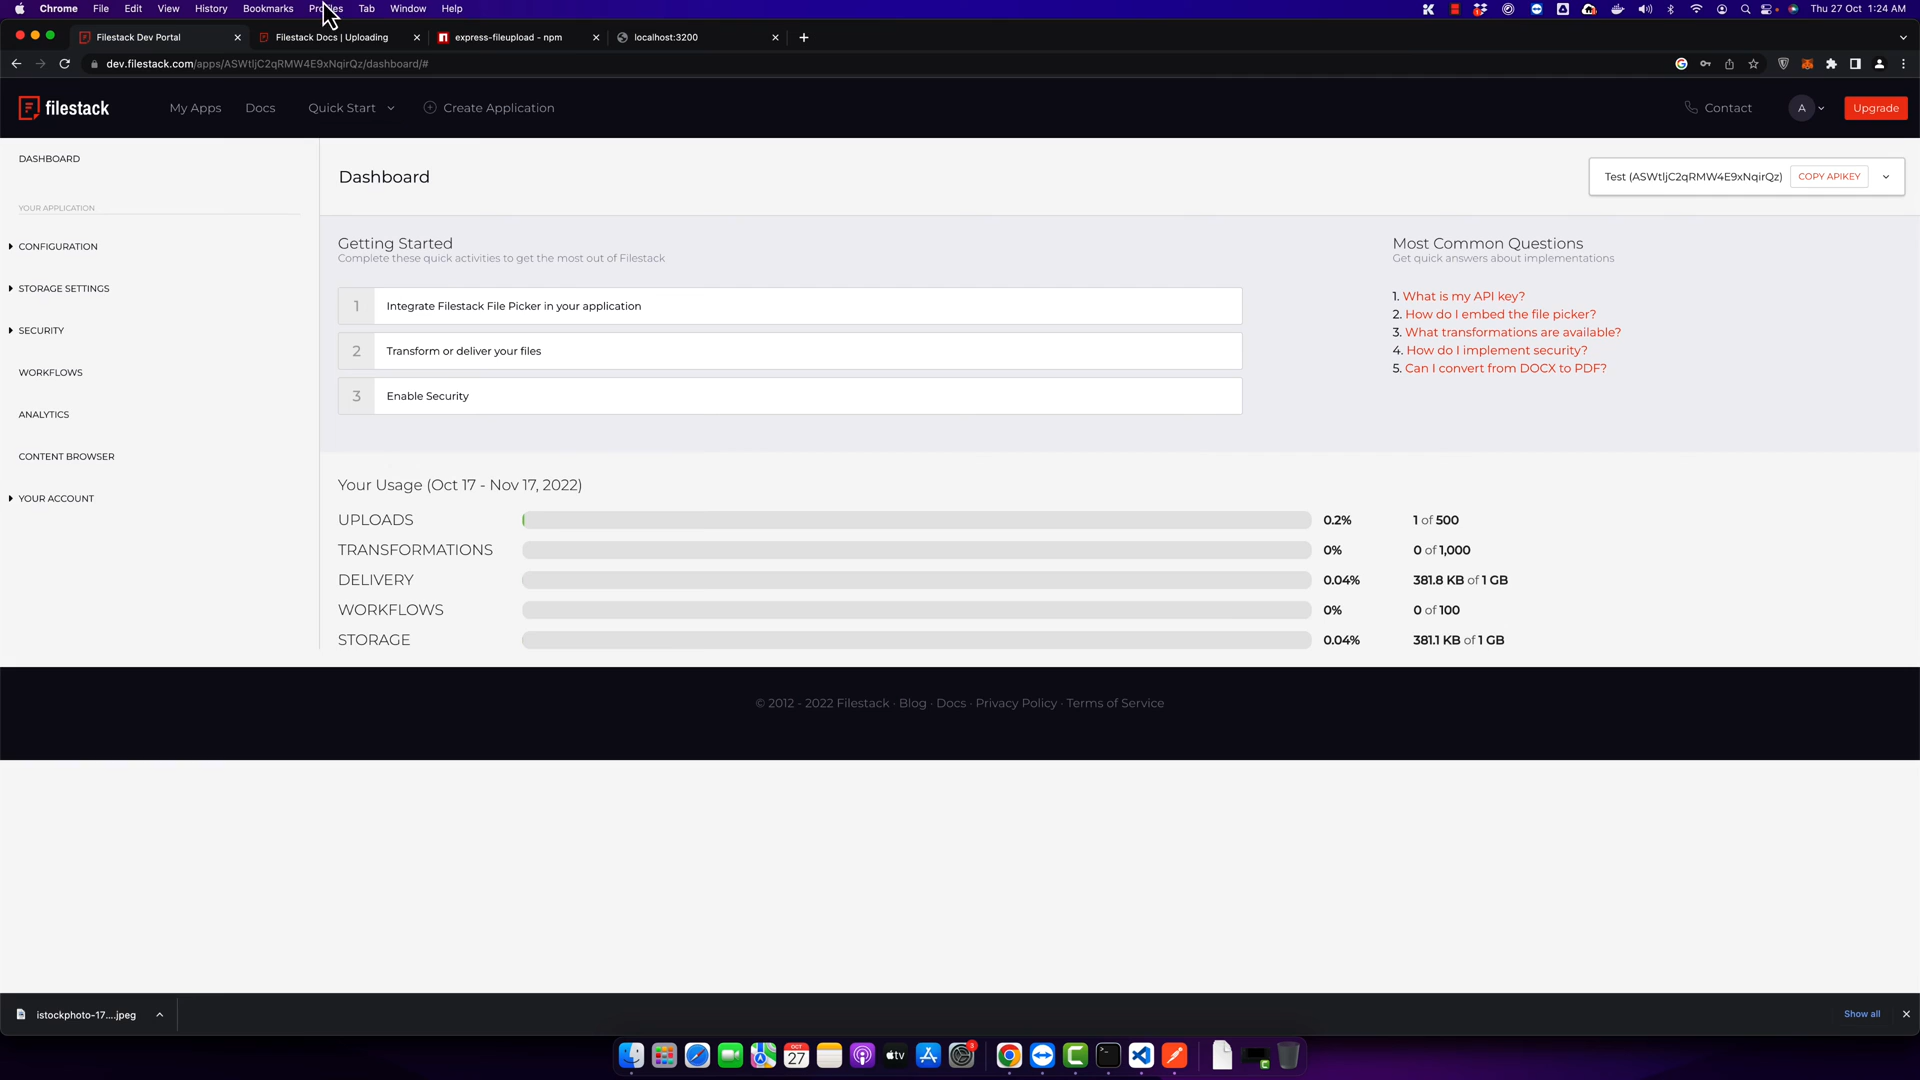 Chrome File Edit View History Bookmarks Profiles Tab Window Help
Thu 27 Oct 1:24 AM
Filestack Dev Portal
Filestack Docs | Uploading
express-fileupload - npm
localhost:3200
dev.filestack.com/apps/ASWtljC2qRMW4E9xNqirQz/dashboard/#
filestack
My Apps
Docs
Quick Start
Create Application
Contact
A
Upgrade
DASHBOARD
YOUR APPLICATION
CONFIGURATION
STORAGE SETTINGS
SECURITY
WORKFLOWS
ANALYTICS
CONTENT BROWSER
YOUR ACCOUNT
Dashboard
Test (ASWtljC2qRMW4E9xNqirQz) COPY APIKEY
Getting Started
Complete these quick activities to get the most out of Filestack
1 Integrate Filestack File Picker in your application
2 Transform or deliver your files
3 Enable Security
Most Common Questions
Get quick answers about implementations
1. What is my API key?
2. How do I embed the file picker?
3. What transformations are available?
4. How do I implement security?
5. Can I convert from DOCX to PDF?
Your Usage (Oct 17 - Nov 17, 2022)
UPLOADS 0.2% 1 of 500
TRANSFORMATIONS 0% 0 of 1,000
DELIVERY 0.04% 381.8 KB of 1 GB
WORKFLOWS 0% 0 of 100
STORAGE 0.04% 381.1 KB of 1 GB
© 2012 - 2022 Filestack · Blog · Docs · Privacy Policy · Terms of Service
istockphoto-17....jpeg
Show all
OCT
27
tv
3